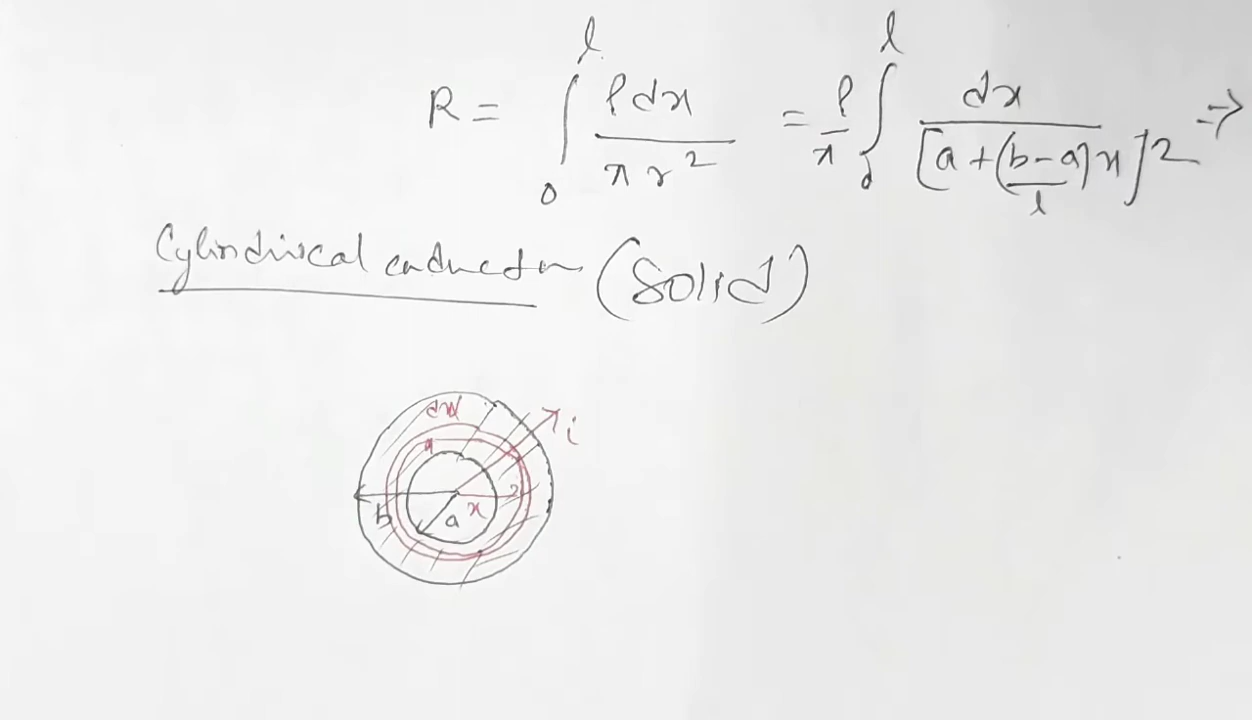 R = ∫₀ˡ ρdx / πr² = ρ/π ∫₀ˡ dx / [a + (b-a)/l x]² ⇒
Cylindrical conductor (Solid)
dx
i
b
a
x